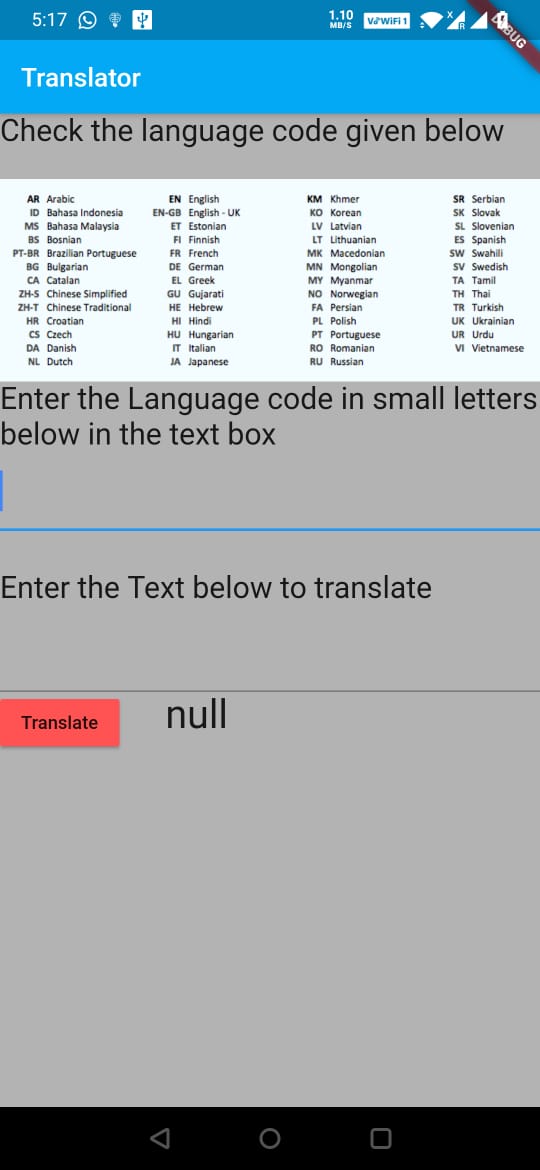 5:17 1.10 MB/S Vo WiFi 1 R DEBUG
Translator
Check the language code given below
AR Arabic EN English KM Khmer SR Serbian
ID Bahasa Indonesia EN-GB English - UK KO Korean SK Slovak
MS Bahasa Malaysia ET Estonian LV Latvian SL Slovenian
BS Bosnian FI Finnish LT Lithuanian ES Spanish
PT-BR Brazilian Portuguese FR French MK Macedonian SW Swahili
BG Bulgarian DE German MN Mongolian SV Swedish
CA Catalan EL Greek MY Myanmar TA Tamil
ZH-S Chinese Simplified GU Gujarati NO Norwegian TH Thai
ZH-T Chinese Traditional HE Hebrew FA Persian TR Turkish
HR Croatian HI Hindi PL Polish UK Ukrainian
CS Czech HU Hungarian PT Portuguese UR Urdu
DA Danish IT Italian RO Romanian VI Vietnamese
NL Dutch JA Japanese RU Russian
Enter the Language code in small letters
below in the text box
Enter the Text below to translate
Translate null